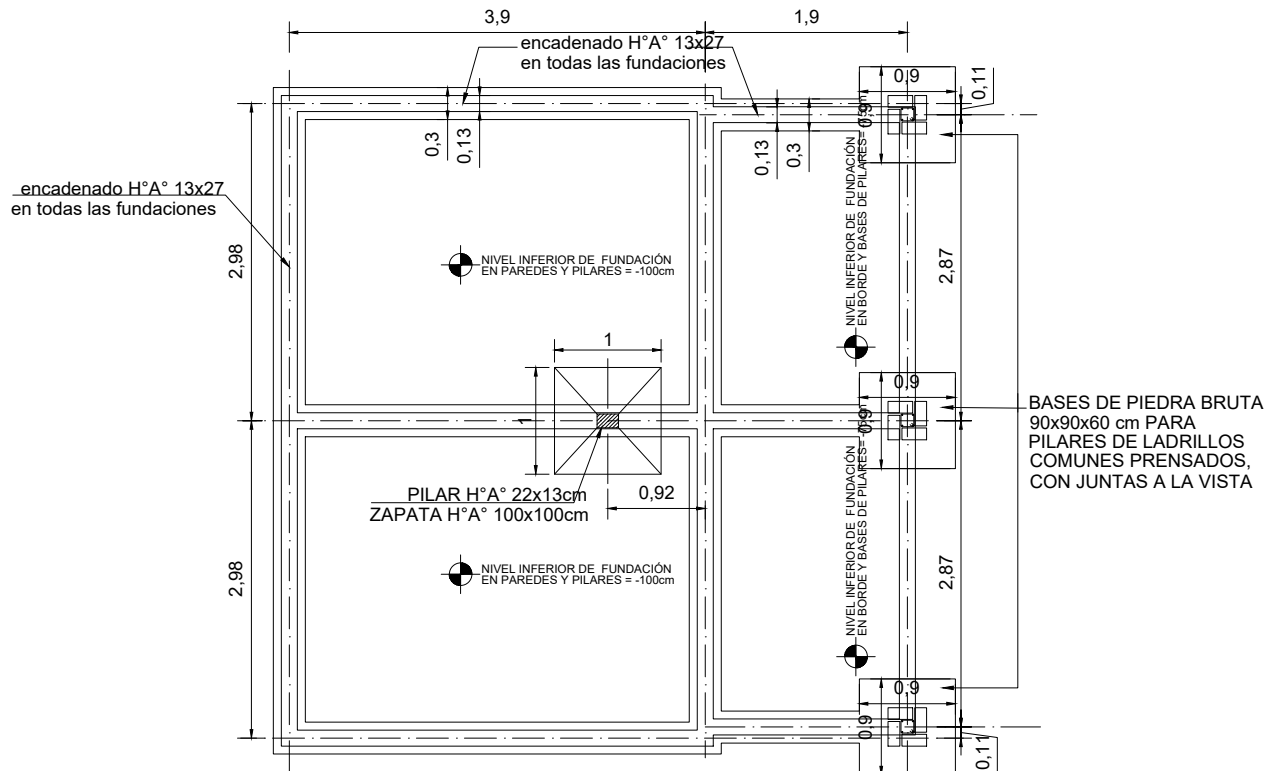 3,9
1,9
encadenado H°A° 13x27
en todas las fundaciones
0,9
0,11
0,9
0,3
0,13
0,13
0,3
encadenado H°A° 13x27
en todas las fundaciones
NIVEL INFERIOR DE FUNDACIÓN
EN BORDE Y BASES DE PILARES=
2,98
NIVEL INFERIOR DE FUNDACIÓN
EN PAREDES Y PILARES = -100cm
2,87
1
0,9
1
0,9
BASES DE PIEDRA BRUTA
90x90x60 cm PARA
PILARES DE LADRILLOS
COMUNES PRENSADOS,
CON JUNTAS A LA VISTA
PILAR H°A° 22x13cm
ZAPATA H°A° 100x100cm
0,92
NIVEL INFERIOR DE FUNDACIÓN
EN BORDE Y BASES DE PILARES=
2,98
NIVEL INFERIOR DE FUNDACIÓN
EN PAREDES Y PILARES = -100cm
2,87
0,9
0,9
0,11